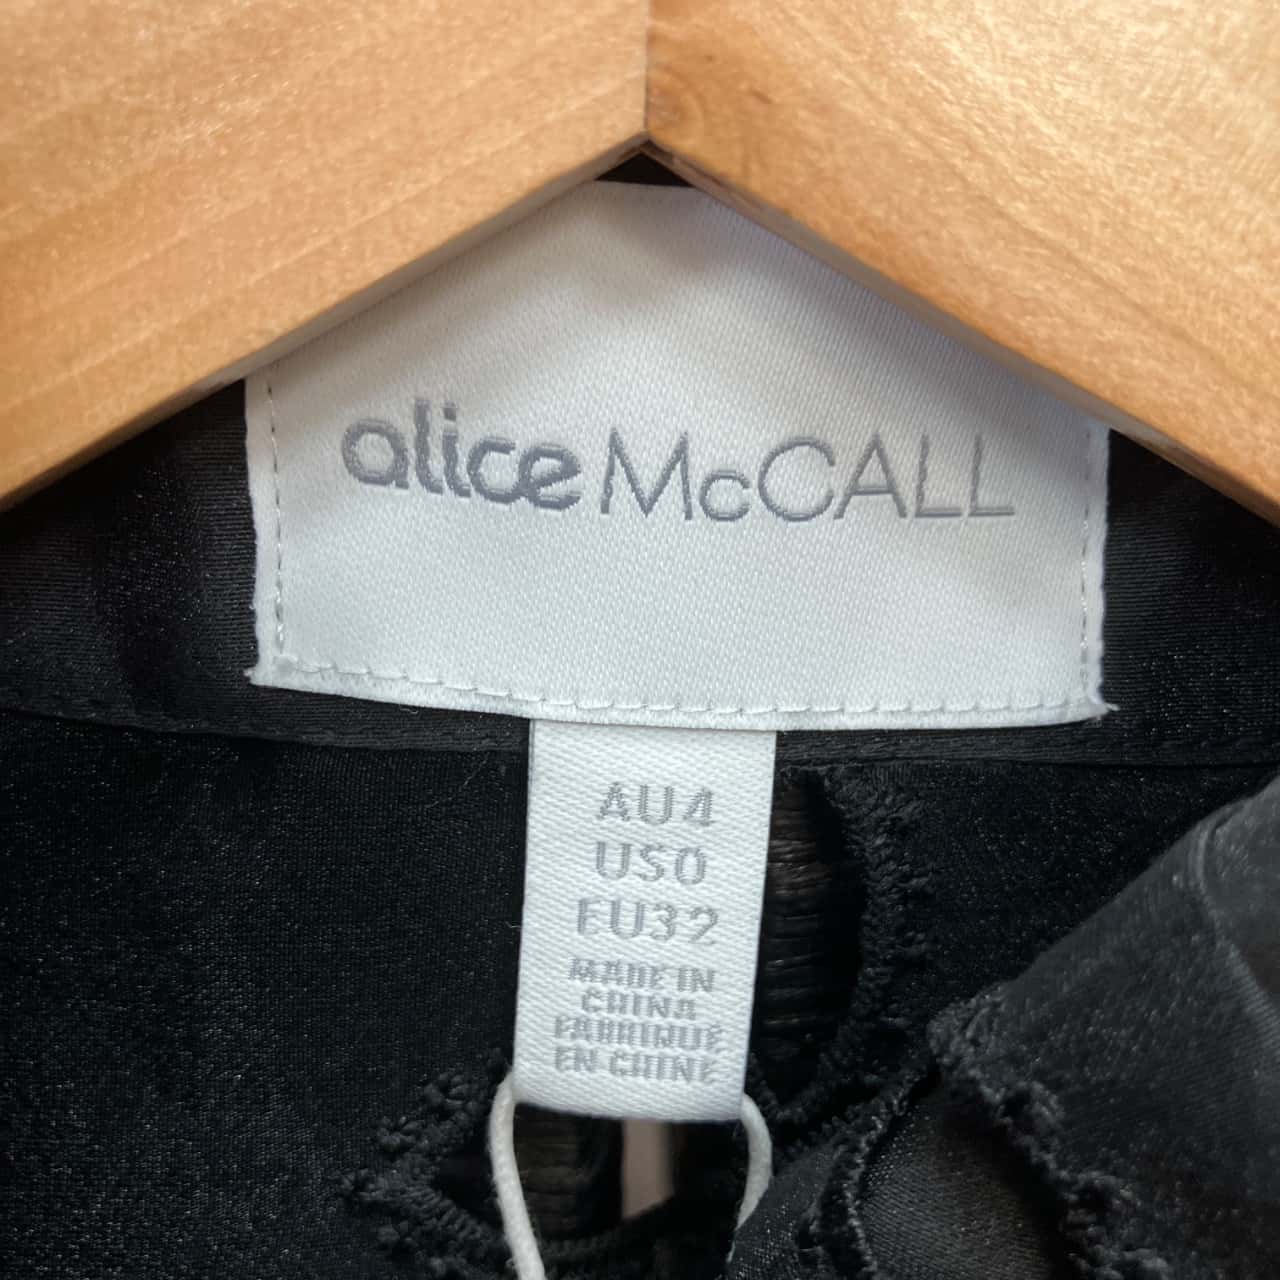 alice McCALL
AU4
US0
EU32
MADE IN
CHINA
FABRIQUÉ
EN CHINE